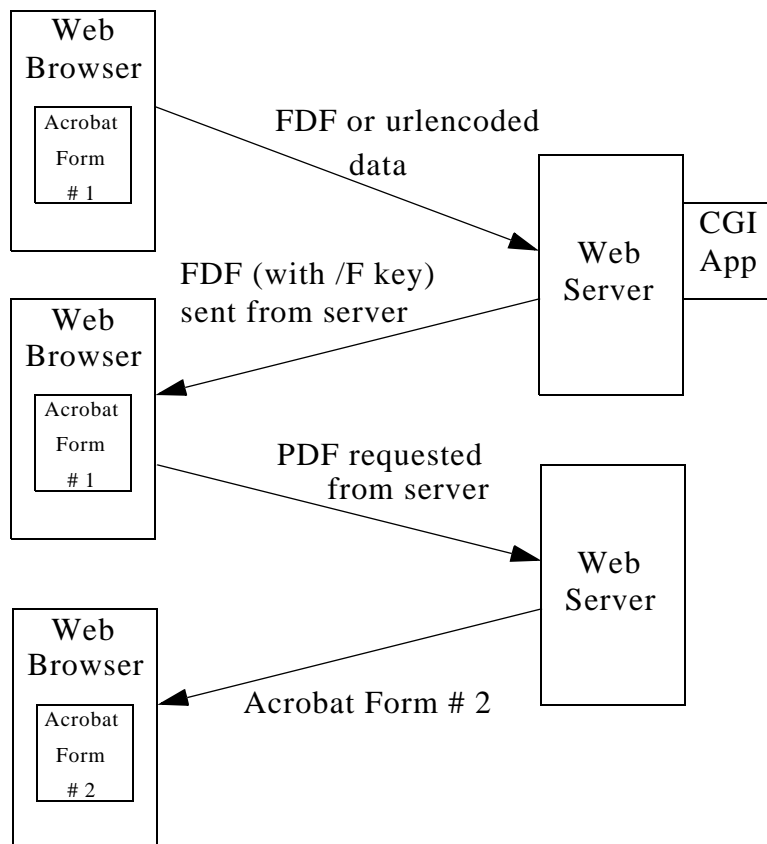 Web
Browser
Acrobat
Form
# 1
FDF or urlencoded
data
Web
Server
CGI
App
FDF (with /F key)
sent from server
Web
Browser
Acrobat
Form
# 1
PDF requested
from server
Web
Server
Web
Browser
Acrobat
Form
# 2
Acrobat Form # 2